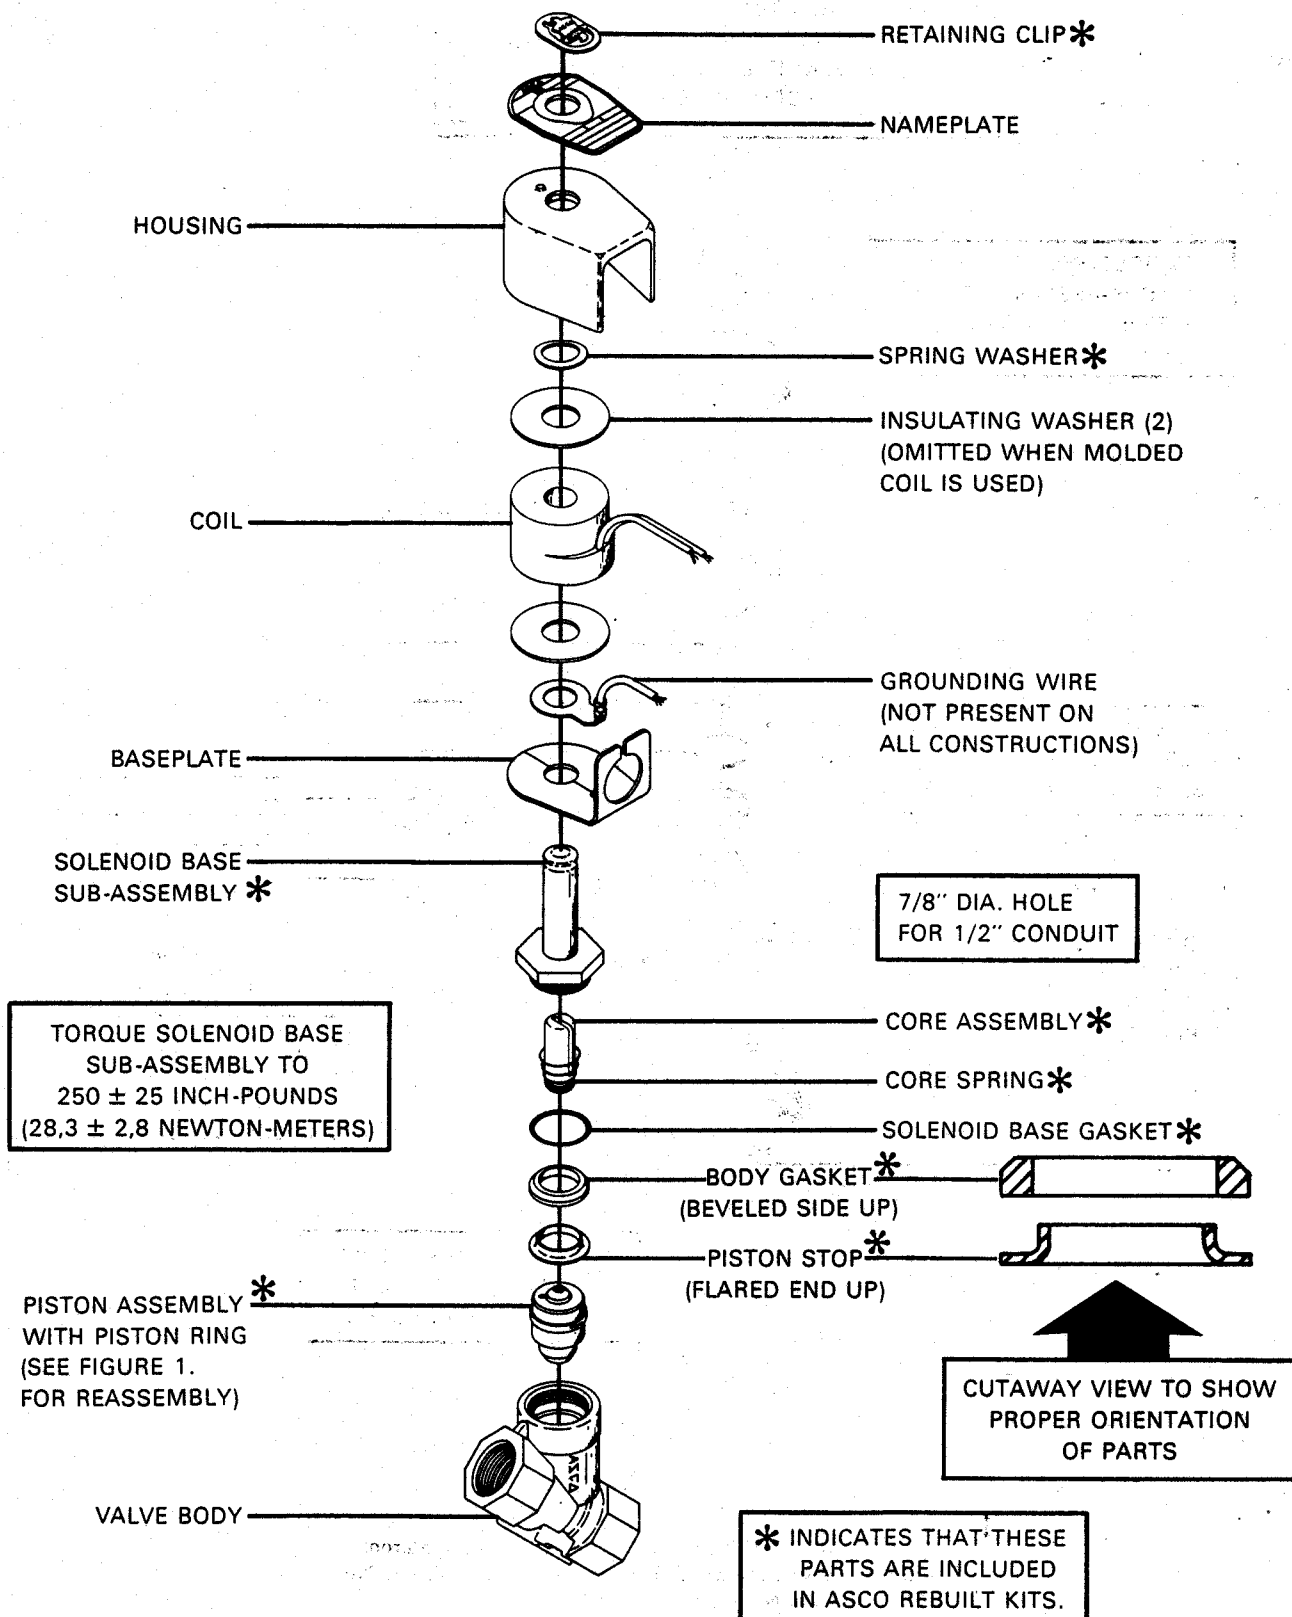 RETAINING CLIP*
NAMEPLATE
HOUSING
SPRING WASHER*
INSULATING WASHER (2)
(OMITTED WHEN MOLDED
COIL IS USED)
COIL
GROUNDING WIRE
(NOT PRESENT ON
ALL CONSTRUCTIONS)
BASEPLATE
SOLENOID BASE
SUB-ASSEMBLY *
7/8" DIA. HOLE
FOR 1/2" CONDUIT
TORQUE SOLENOID BASE
SUB-ASSEMBLY TO
250 ± 25 INCH-POUNDS
(28,3 ± 2,8 NEWTON-METERS)
CORE ASSEMBLY*
CORE SPRING*
SOLENOID BASE GASKET*
BODY GASKET*
(BEVELED SIDE UP)
PISTON STOP*
(FLARED END UP)
PISTON ASSEMBLY *
WITH PISTON RING
(SEE FIGURE 1.
FOR REASSEMBLY)
CUTAWAY VIEW TO SHOW
PROPER ORIENTATION
OF PARTS
ASCO
VALVE BODY
* INDICATES THAT THESE
PARTS ARE INCLUDED
IN ASCO REBUILT KITS.